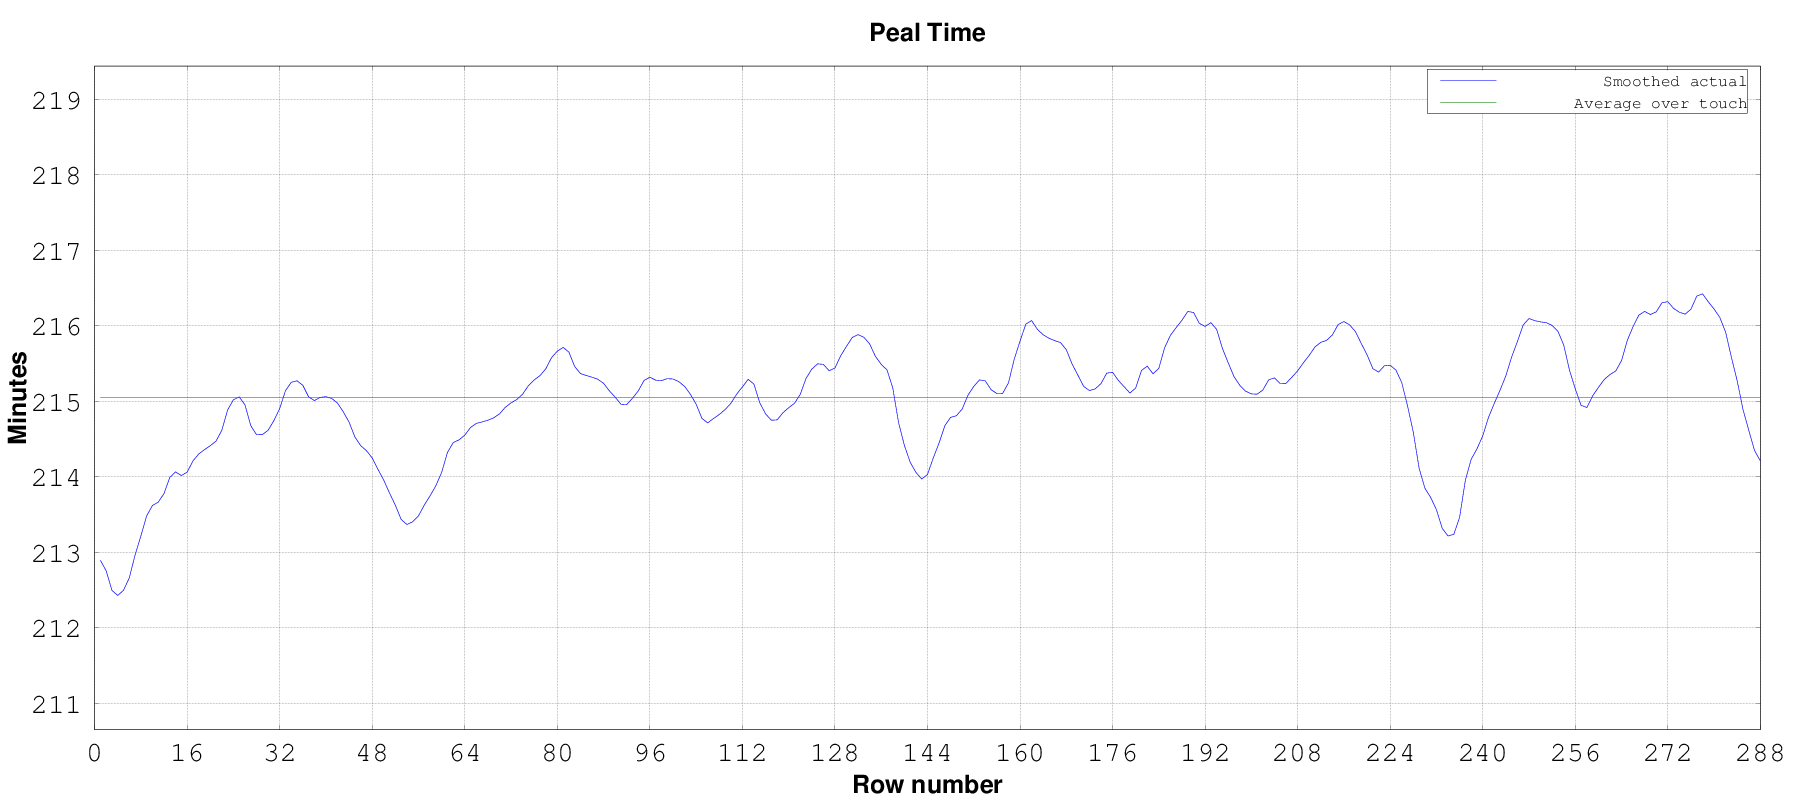 Peal Time
Smoothed actual
Average over touch
219
218
217
216
215
214
213
212
211
Minutes
0 16 32 48 64 80 96 112 128 144 160 176 192 208 224 240 256 272 288
Row number